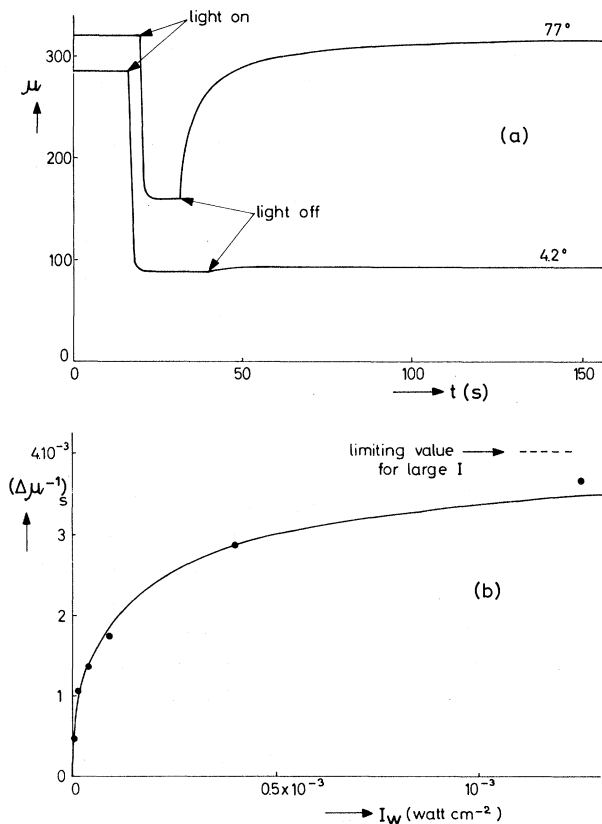 light on
300
μ
200
100
0
77°
(a)
light off
4.2°
0
50
100
150
t (s)
4.10⁻³
(Δμ⁻¹)s
3
2
1
0
limiting value
for large I
(b)
0
0.5x10⁻³
10⁻³
I_W (watt cm⁻²)